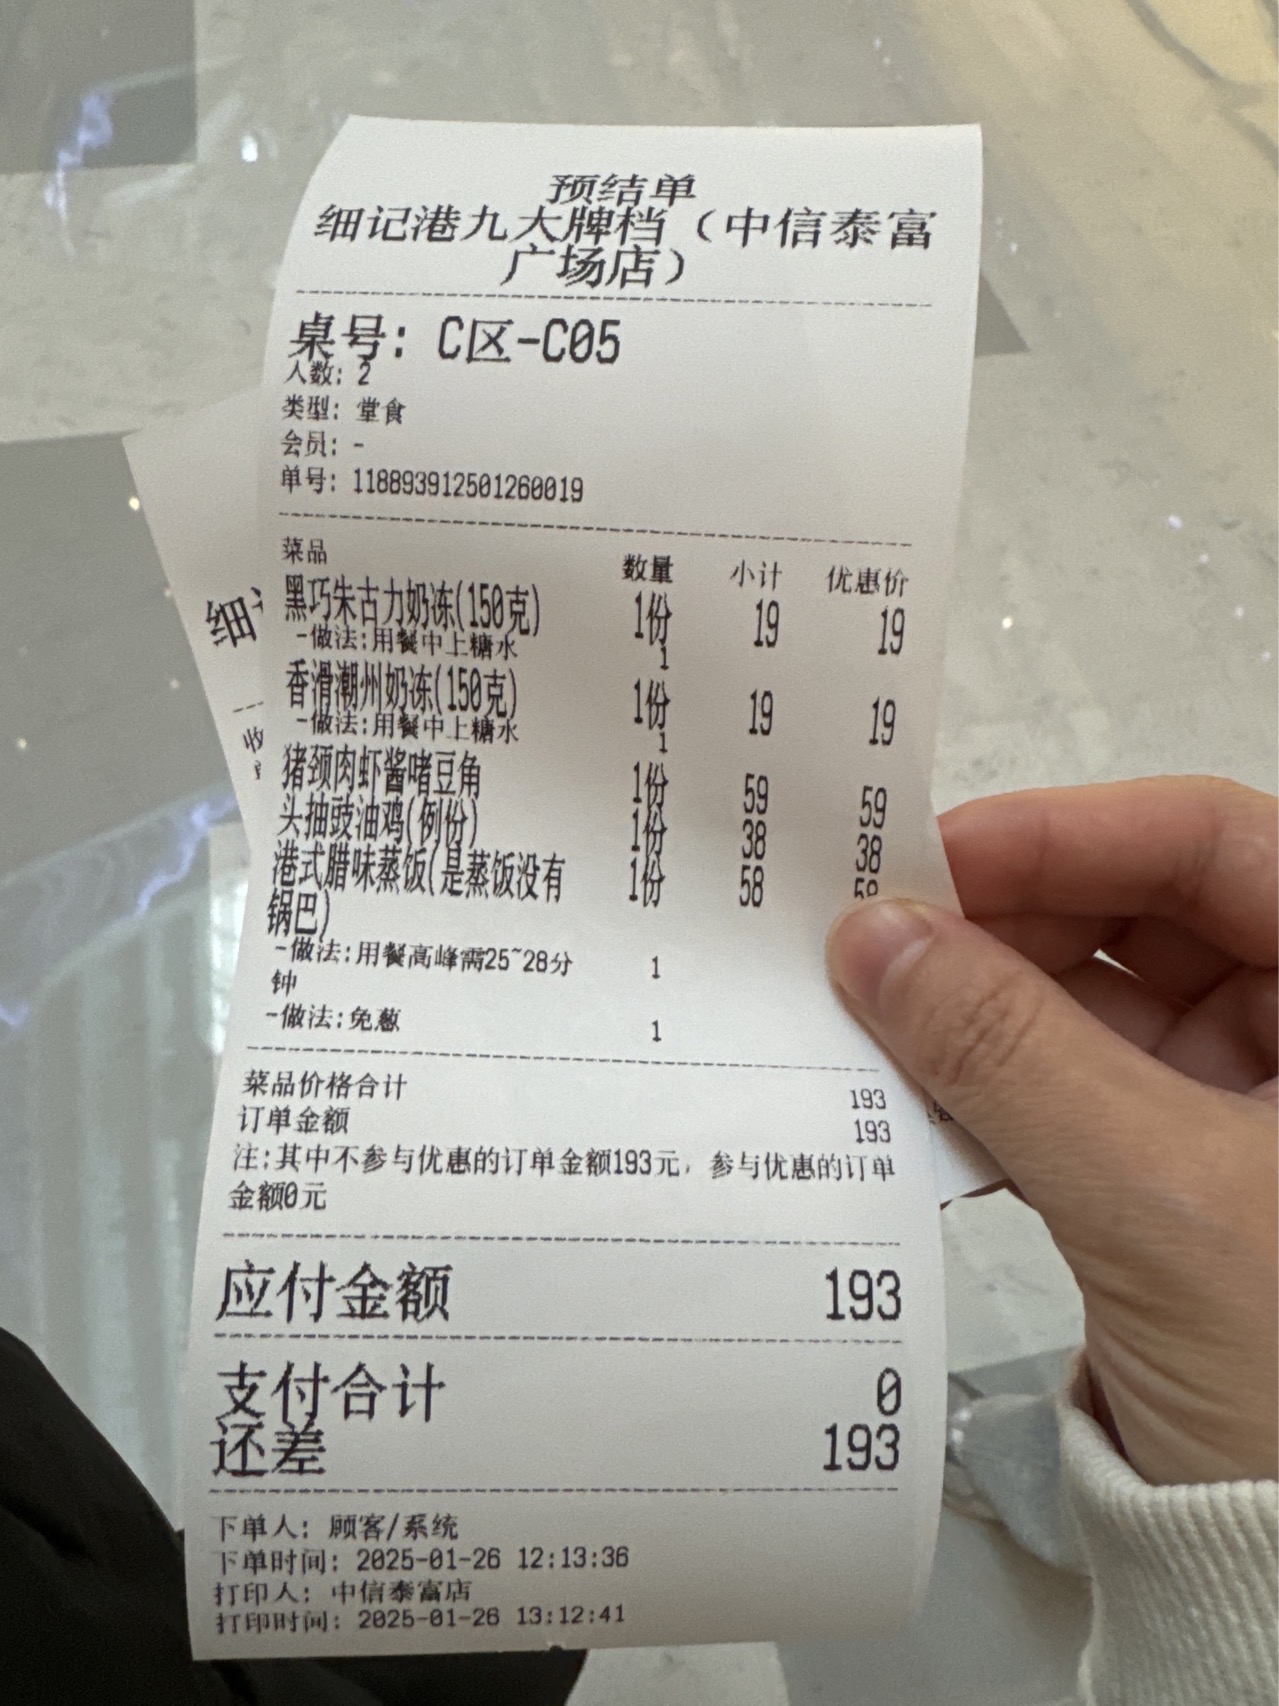 预结单
细记港九大牌档（中信泰富
广场店）
桌号: C区-C05
人数: 2
类型: 堂食
会员: -
单号: 118893912501260019
菜品 数量 小计 优惠价
黑巧朱古力奶冻(150克) 1份 19 19
-做法:用餐中上糖水 1
香滑潮州奶冻(150克) 1份 19 19
-做法:用餐中上糖水 1
猪颈肉虾酱啫豆角 1份 59 59
头抽豉油鸡(例份) 1份 38 38
港式腊味蒸饭(是蒸饭没有 1份 58 58
锅巴)
-做法:用餐高峰需25~28分 1
钟
-做法:免葱 1
菜品价格合计 193
订单金额 193
注:其中不参与优惠的订单金额193元, 参与优惠的订单
金额0元
应付金额 193
支付合计 0
还差 193
下单人: 顾客/系统
下单时间: 2025-01-26 12:13:36
打印人: 中信泰富店
打印时间: 2025-01-26 13:12:41
细
收